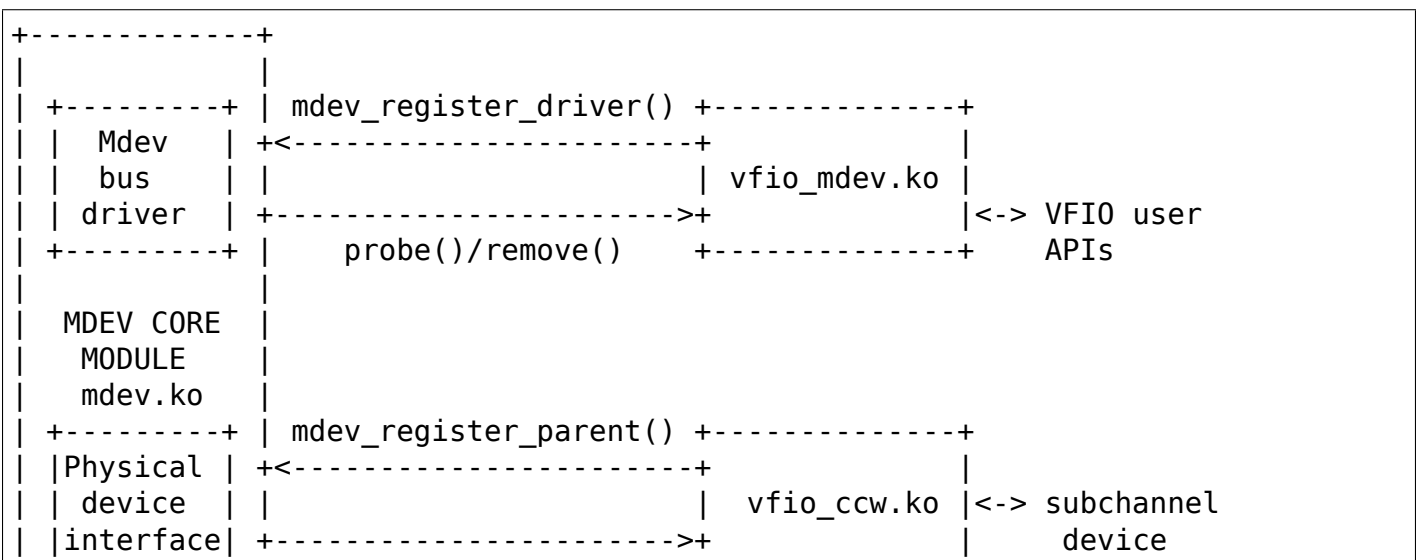 +-------------+
|             |
| +---------+ | mdev_register_driver() +--------------+
| |  Mdev   | +<-----------------------+              |
| |  bus    | |                        | vfio_mdev.ko |
| | driver  | +----------------------->+              |<-> VFIO user
| +---------+ |    probe()/remove()    +--------------+    APIs
|             |
|  MDEV CORE  |
|   MODULE    |
|   mdev.ko   |
| +---------+ | mdev_register_parent() +--------------+
| |Physical | +<-----------------------+              |
| | device  | |                        |  vfio_ccw.ko |<-> subchannel
| |interface| +----------------------->+              |     device